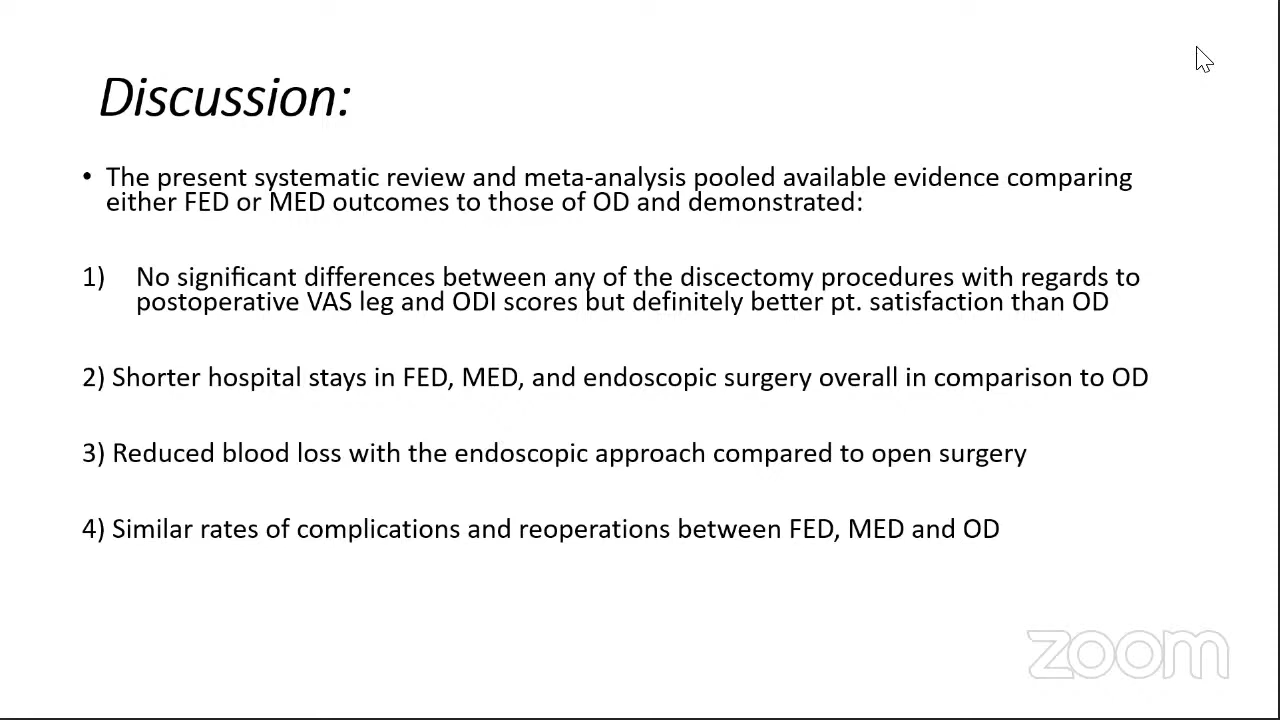 Discussion:
• The present systematic review and meta-analysis pooled available evidence comparing
either FED or MED outcomes to those of OD and demonstrated:
1) No significant differences between any of the discectomy procedures with regards to
postoperative VAS leg and ODI scores but definitely better pt. satisfaction than OD
2) Shorter hospital stays in FED, MED, and endoscopic surgery overall in comparison to OD
3) Reduced blood loss with the endoscopic approach compared to open surgery
4) Similar rates of complications and reoperations between FED, MED and OD
zoom